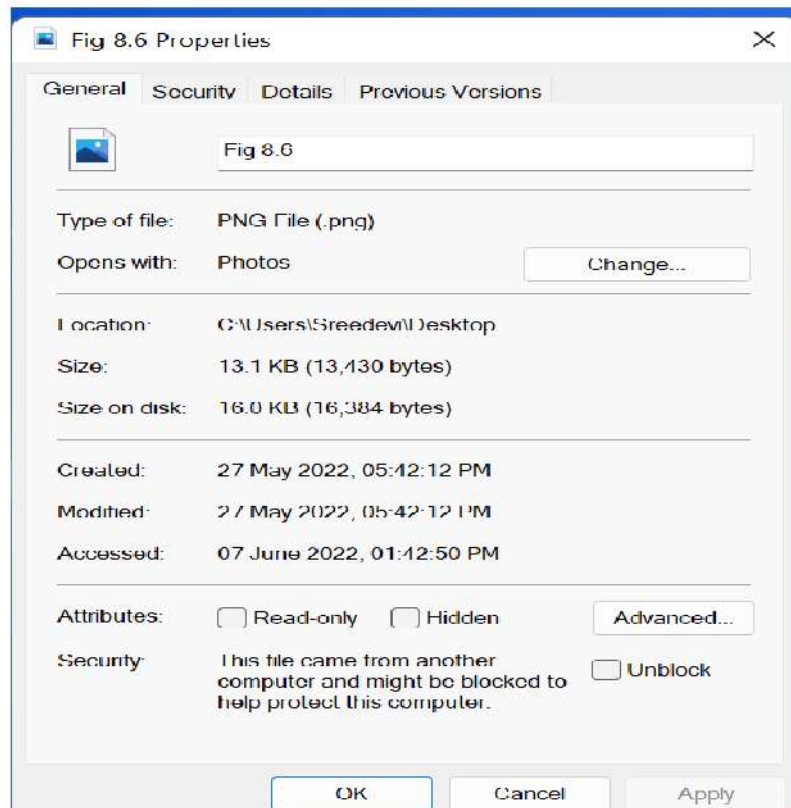 Fig 8.6 Properties
General Security Details Previous Versions
Fig 8.6
Type of file: PNG File (.png)
Opens with: Photos Change...
Location: C:\Users\Sreedevi\Desktop
Size: 13.1 KB (13,430 bytes)
Size on disk: 16.0 KB (16,384 bytes)
Created: 27 May 2022, 05:42:12 PM
Modified: 27 May 2022, 05:42:12 PM
Accessed: 07 June 2022, 01:42:50 PM
Attributes: Read-only Hidden Advanced...
Security: This file came from another
computer and might be blocked to Unblock
help protect this computer.
OK Cancel Apply